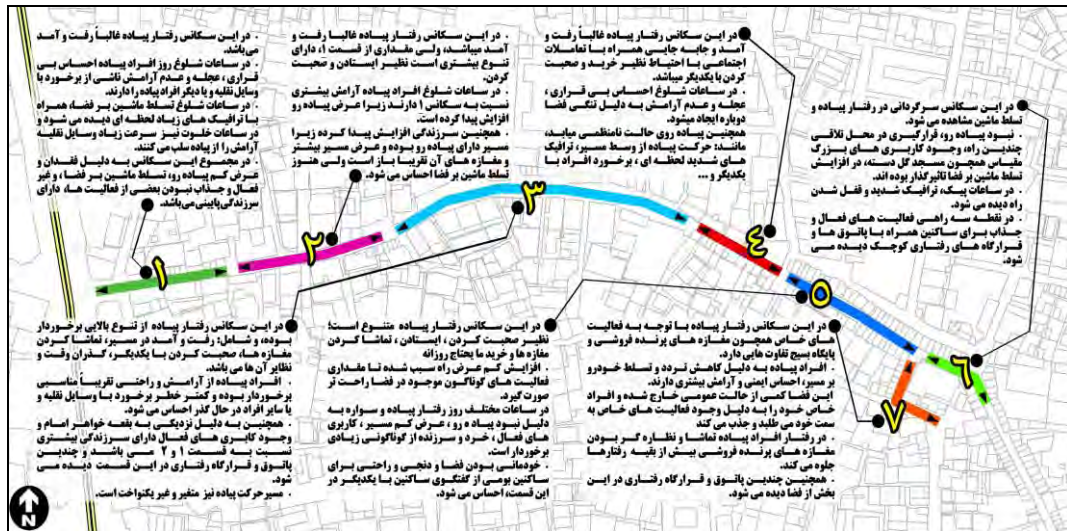 · در این سکانس رفتار پیاده غالباً رفت و آمد
می‌باشد.
· در ساعات شلوغ روز افراد پیاده احساس بی
قراری، عجله و عدم آرامش ناشی از برخورد با
وسایل نقلیه و یا دیگر افراد پیاده را دارند.
· در ساعات شلوغ تسلط ماشین بر فضا، همراه
با ترافیک های زیاد لحظه ای دیده می شود و
در ساعات خلوت نیز سرعت زیاد وسایل نقلیه
آرامش را از پیاده سلب می کنند.
· در مجموع این سکانس به دلیل فقدان و
عرض کم پیاده رو، تسلط ماشین بر فضا، و غیر
فعال و جذاب نبودن بعضی از فعالیت ها، دارای
سرزندگی پایینی می‌باشد.
· در این سکانس رفتار پیاده غالبا رفت و
آمد میباشد، ولی مقداری از قسمت ۱، دارای
تنوع بیشتری است نظیر ایستادن و صحبت
کردن.
· در ساعات شلوغ افراد پیاده آرامش بیشتری
نسبت به سکانس ۱ دارند زیرا عرض پیاده رو
افزایش پیدا کرده است.
· همچنین سرزندگی افزایش پیدا کرده زیرا
مسیر دارای پیاده رو بوده و عرض مسیر بیشتر
و مغازه های آن تقریبا باز است ولی هنوز
تسلط ماشین بر فضا احساس می شود.
در این سکانس رفتار پیاده غالباً رفت و
آمد و جابه جایی همراه با تعاملات
اجتماعی با احتیاط نظیر خرید و صحبت
کردن با یکدیگر میباشد.
در ساعات شلوغ احساس بی قراری،
عجله و عدم آرامش به دلیل تنگی فضا
دوباره ایجاد میشود.
همچنین پیاده روی حالت نامنظمی میابد،
مانند: حرکت پیاده از وسط مسیر، ترافیک
های شدید لحظه ای، برخورد افراد با
یکدیگر و ...
در این سکانس سرگردانی در رفتار پیاده و
تسلط ماشین مشاهده می شود.
· نبود پیاده رو، قرارگیری در محل تلاقی
چندین راه، وجود کاربری های بزرگ
مقیاس همچون مسجد گل دسته، در افزایش
تسلط ماشین بر فضا تاثیرگذار بوده اند.
· در ساعات پیک، ترافیک شدید و قفل شدن
راه دیده می شود.
· در نقطه سه راهی فعالیت های فعال و
جذاب برای ساکنین همراه با پاتوق ها و
قرارگاه های رفتاری کوچک دیده می
شود.
۱
۲
۳
٤
۵
٦
۷
در این سکانس رفتار پیاده از تنوع بالایی برخوردار
بوده، و شامل: رفت و آمد در مسیر، تماشا کردن
مغازه ها، صحبت کردن با یکدیگر، گذران وقت و
نظایر آن ها می باشد.
· افراد پیاده از آرامش و راحتی تقریباً مناسبی
برخوردار بوده و کمتر خطر برخورد با وسایل نقلیه و
یا سایر افراد در حال گذر احساس می شود.
· همچنین به دلیل نزدیکی به بقعه خواهر امام و
وجود کابری های فعال دارای سرزندگی بیشتری
نسبت به قسمت ۱ و ۲ می باشد و چندین
پاتوق و قرارگاه رفتاری در این قسمت دیده می
شود
· مسیر حرکت پیاده نیز متغیر و غیر یکنواخت است.
در این سکانس رفتار پیاده متنوع است؛
نظیر صحبت کردن، ایستادن، تماشا کردن
مغازه ها و خرید ما یحتاج روزانه
· افزایش کم عرض راه سبب شده تا مقداری
فعالیت های گوناگون موجود در فضا راحت تر
صورت گیرد.
در ساعات مختلف روز رفتار پیاده و سواره به
دلیل نبود پیاده رو، عرض کم مسیر، کاربری
های فعال، خرد و سرزنده از گوناگونی زیادی
برخوردار است.
· خودمانی بودن فضا و دنجی و راحتی برای
ساکنین بومی از گفتگوی ساکنین با یکدیگر در
این قسمت، احساس می شود.
در این سکانس رفتار پیاده با توجه به فعالیت
های خاص همچون مغازه های پرنده فروشی و
پایگاه بسیج تفاوت هایی دارد.
· افراد پیاده به دلیل کاهش تردد و تسلط خودرو
بر مسیر، احساس ایمنی و آرامش بیشتری دارند.
این فضا کمی از حالت عمومی خارج شده و افراد
خاص خود را به دلیل وجود فعالیت های خاص به
سمت خود می طلبد و جذب می کند
· در رفتار افراد پیاده تماشا و نظاره گر بودن
مغازه های پرنده فروشی بیش از بقیه رفتارها
جلوه می کند.
· همچنین چندین پاتوق و قرارگاه رفتاری در این
بخش از فضا دیده می شود.
N